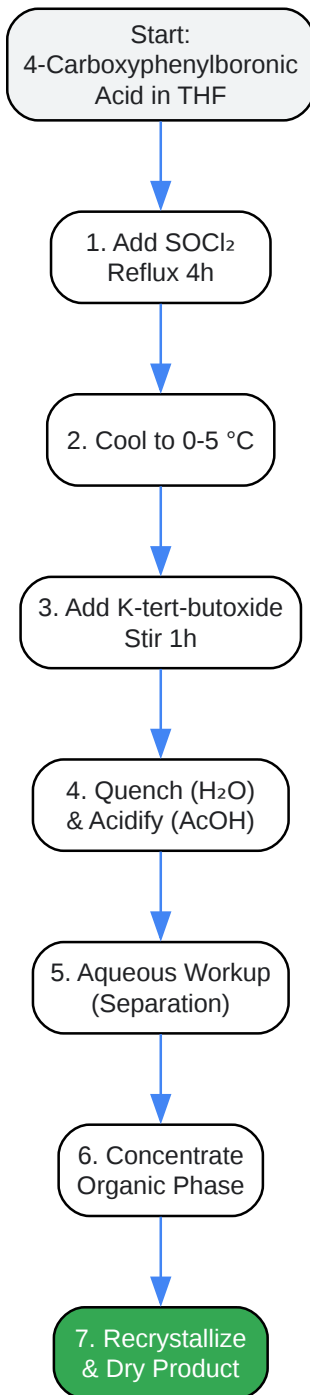 Start:
4-Carboxyphenylboronic
Acid in THF
1. Add SOCl₂
Reflux 4h
2. Cool to 0-5 °C
3. Add K-tert-butoxide
Stir 1h
4. Quench (H₂O)
& Acidify (AcOH)
5. Aqueous Workup
(Separation)
6. Concentrate
Organic Phase
7. Recrystallize
& Dry Product